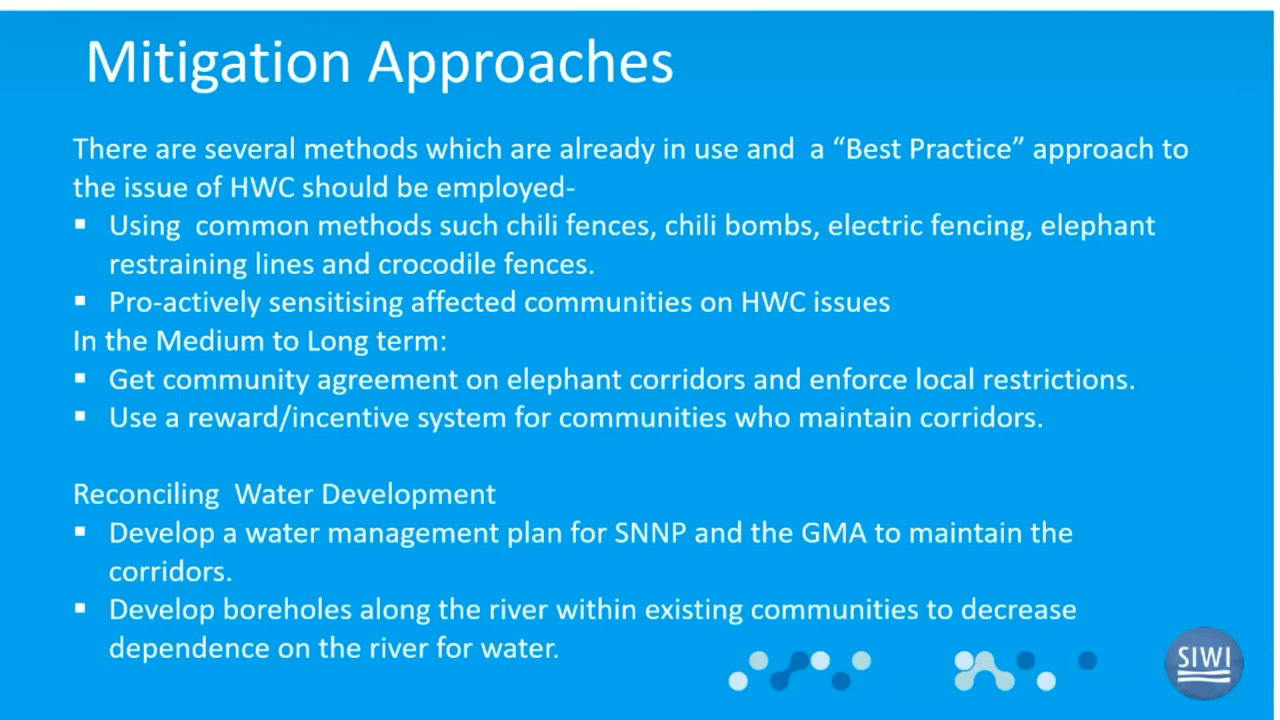 Mitigation Approaches
There are several methods which are already in use and  a “Best Practice” approach to
the issue of HWC should be employed-
▪ Using  common methods such chili fences, chili bombs, electric fencing, elephant
restraining lines and crocodile fences.
▪ Pro-actively sensitising affected communities on HWC issues
In the Medium to Long term:
▪ Get community agreement on elephant corridors and enforce local restrictions.
▪ Use a reward/incentive system for communities who maintain corridors.
Reconciling  Water Development
▪ Develop a water management plan for SNNP and the GMA to maintain the
corridors.
▪ Develop boreholes along the river within existing communities to decrease
dependence on the river for water.
SIWI